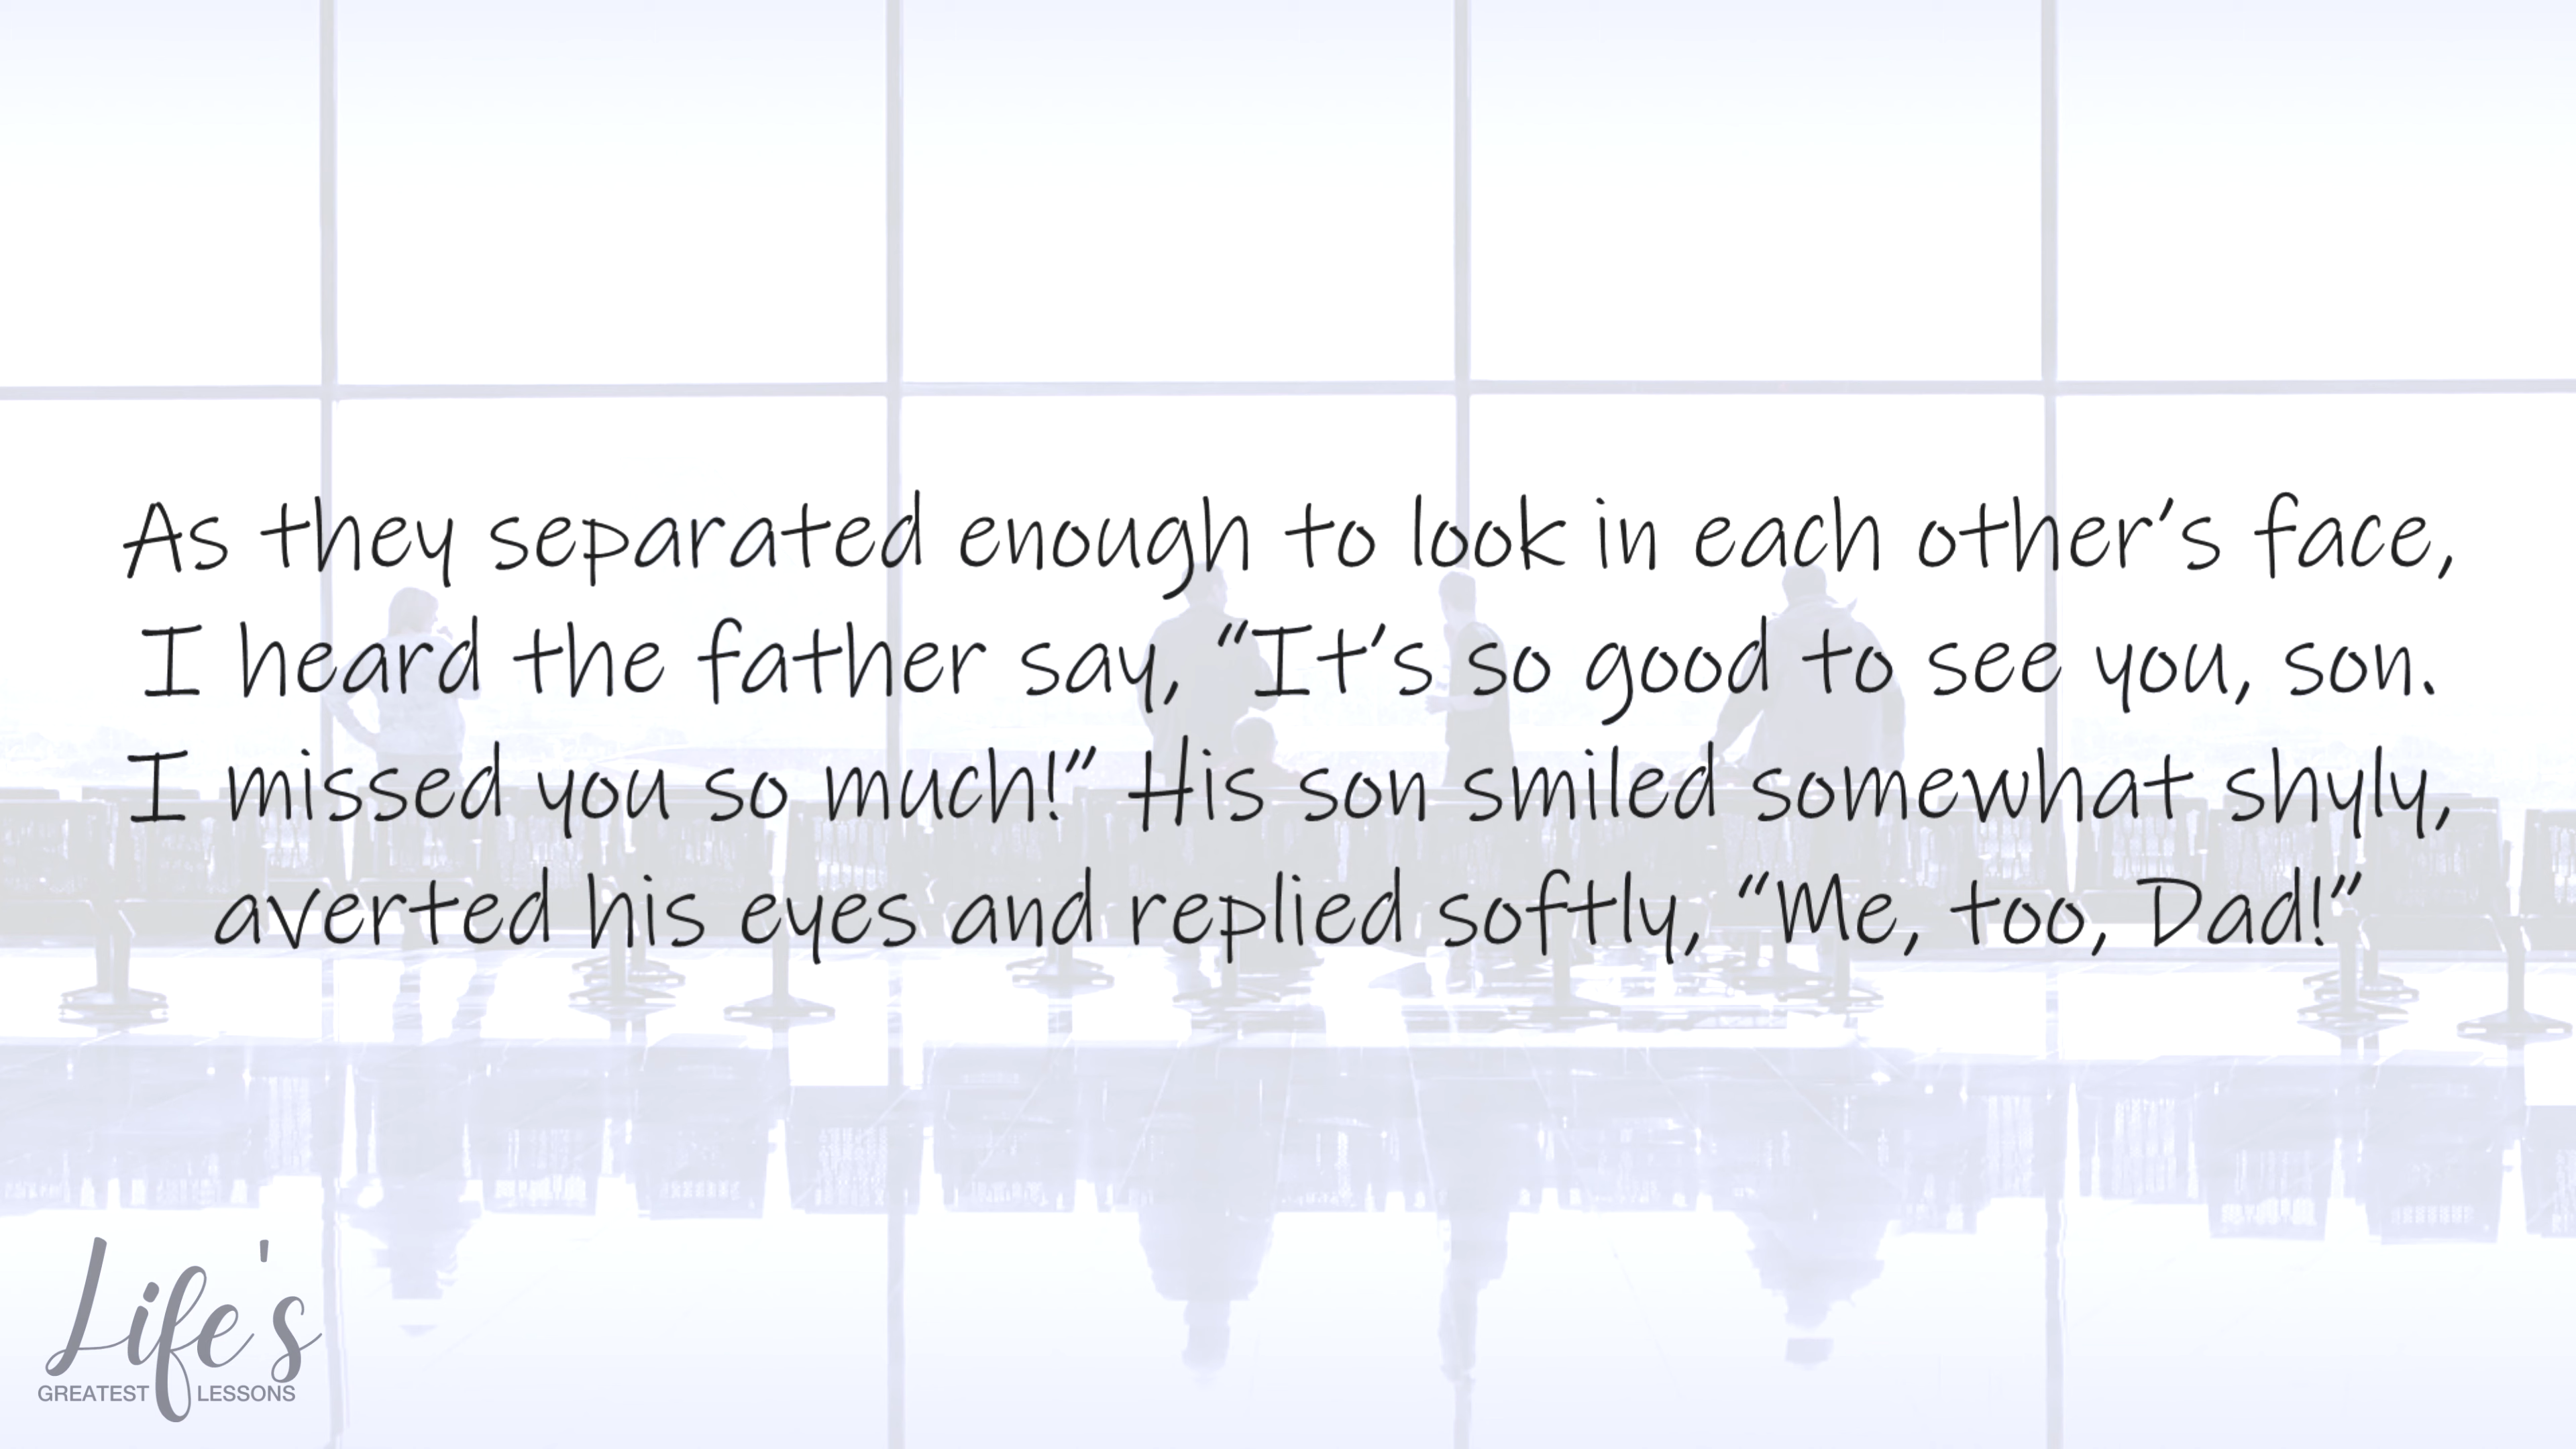 As they separated enough to look in each other’s face,
I heard the father say, “It’s so good to see you, son.
I missed you so much!” His son smiled somewhat shyly,
averted his eyes and replied softly, “Me, too, Dad!”
Life's
GREATEST LESSONS